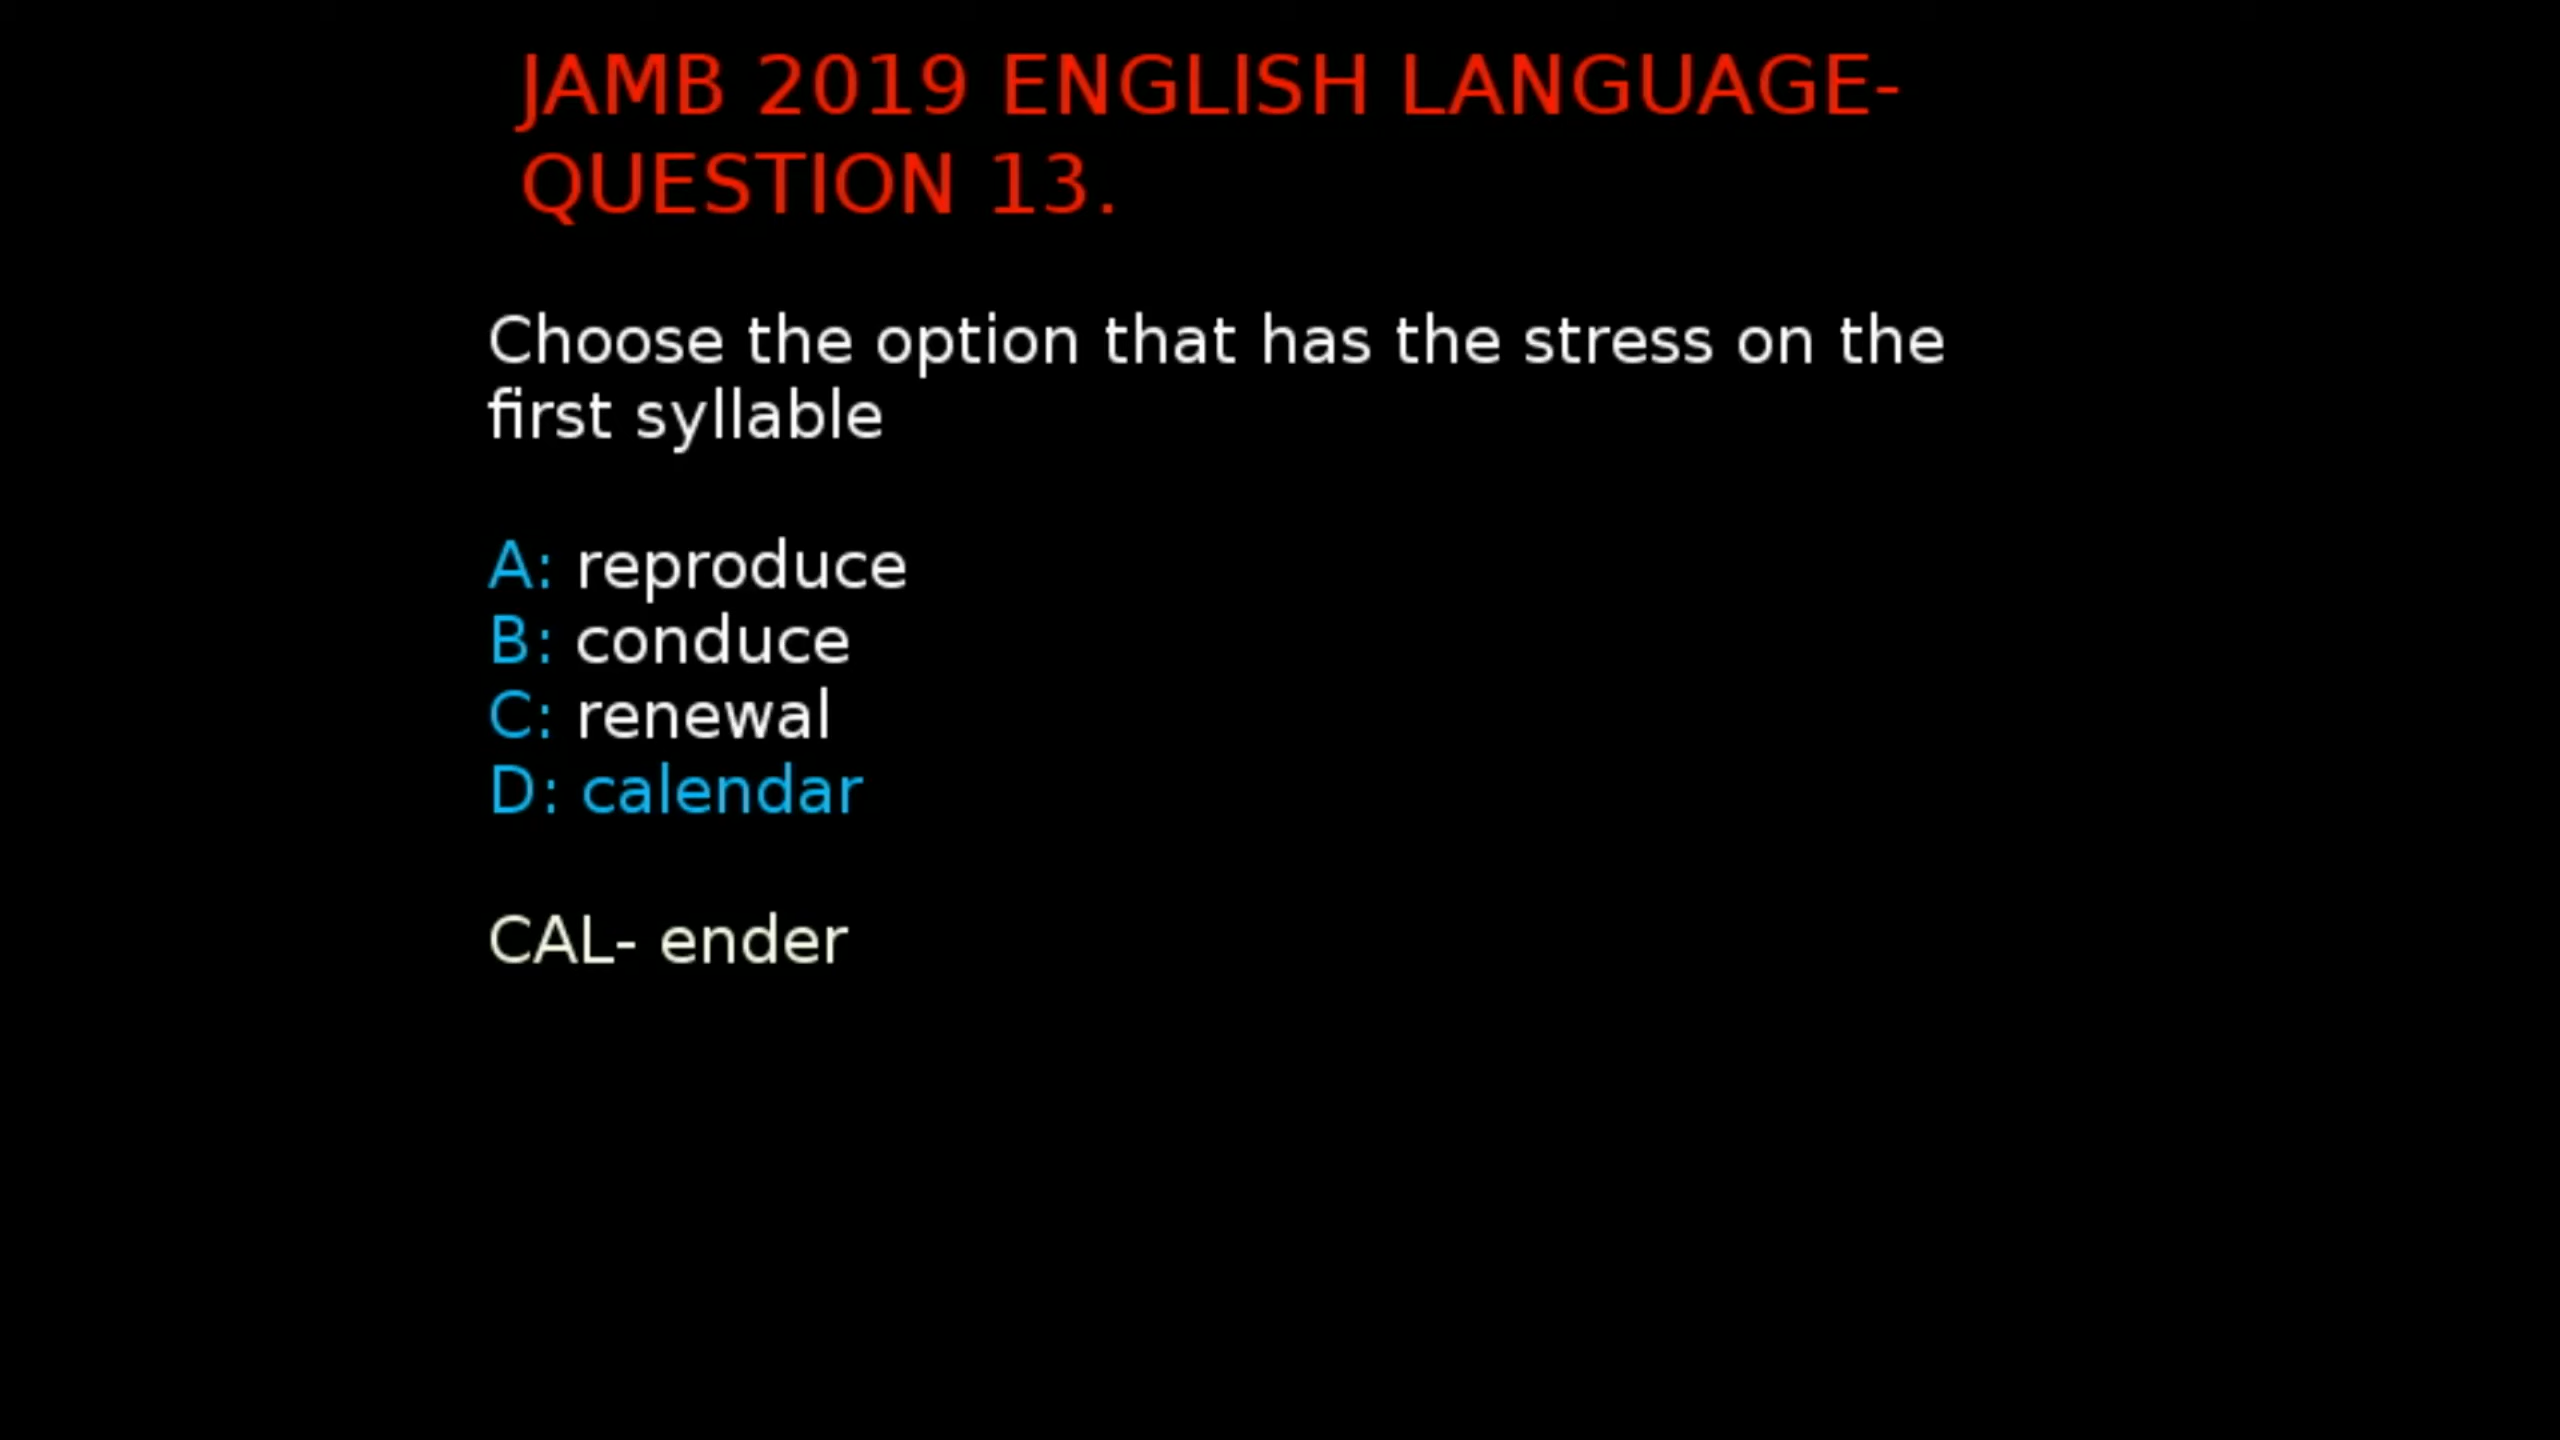 JAMB 2019 ENGLISH LANGUAGE-
QUESTION 13.
Choose the option that has the stress on the
first syllable
A: reproduce
B: conduce
C: renewal
D: calendar
CAL- ender